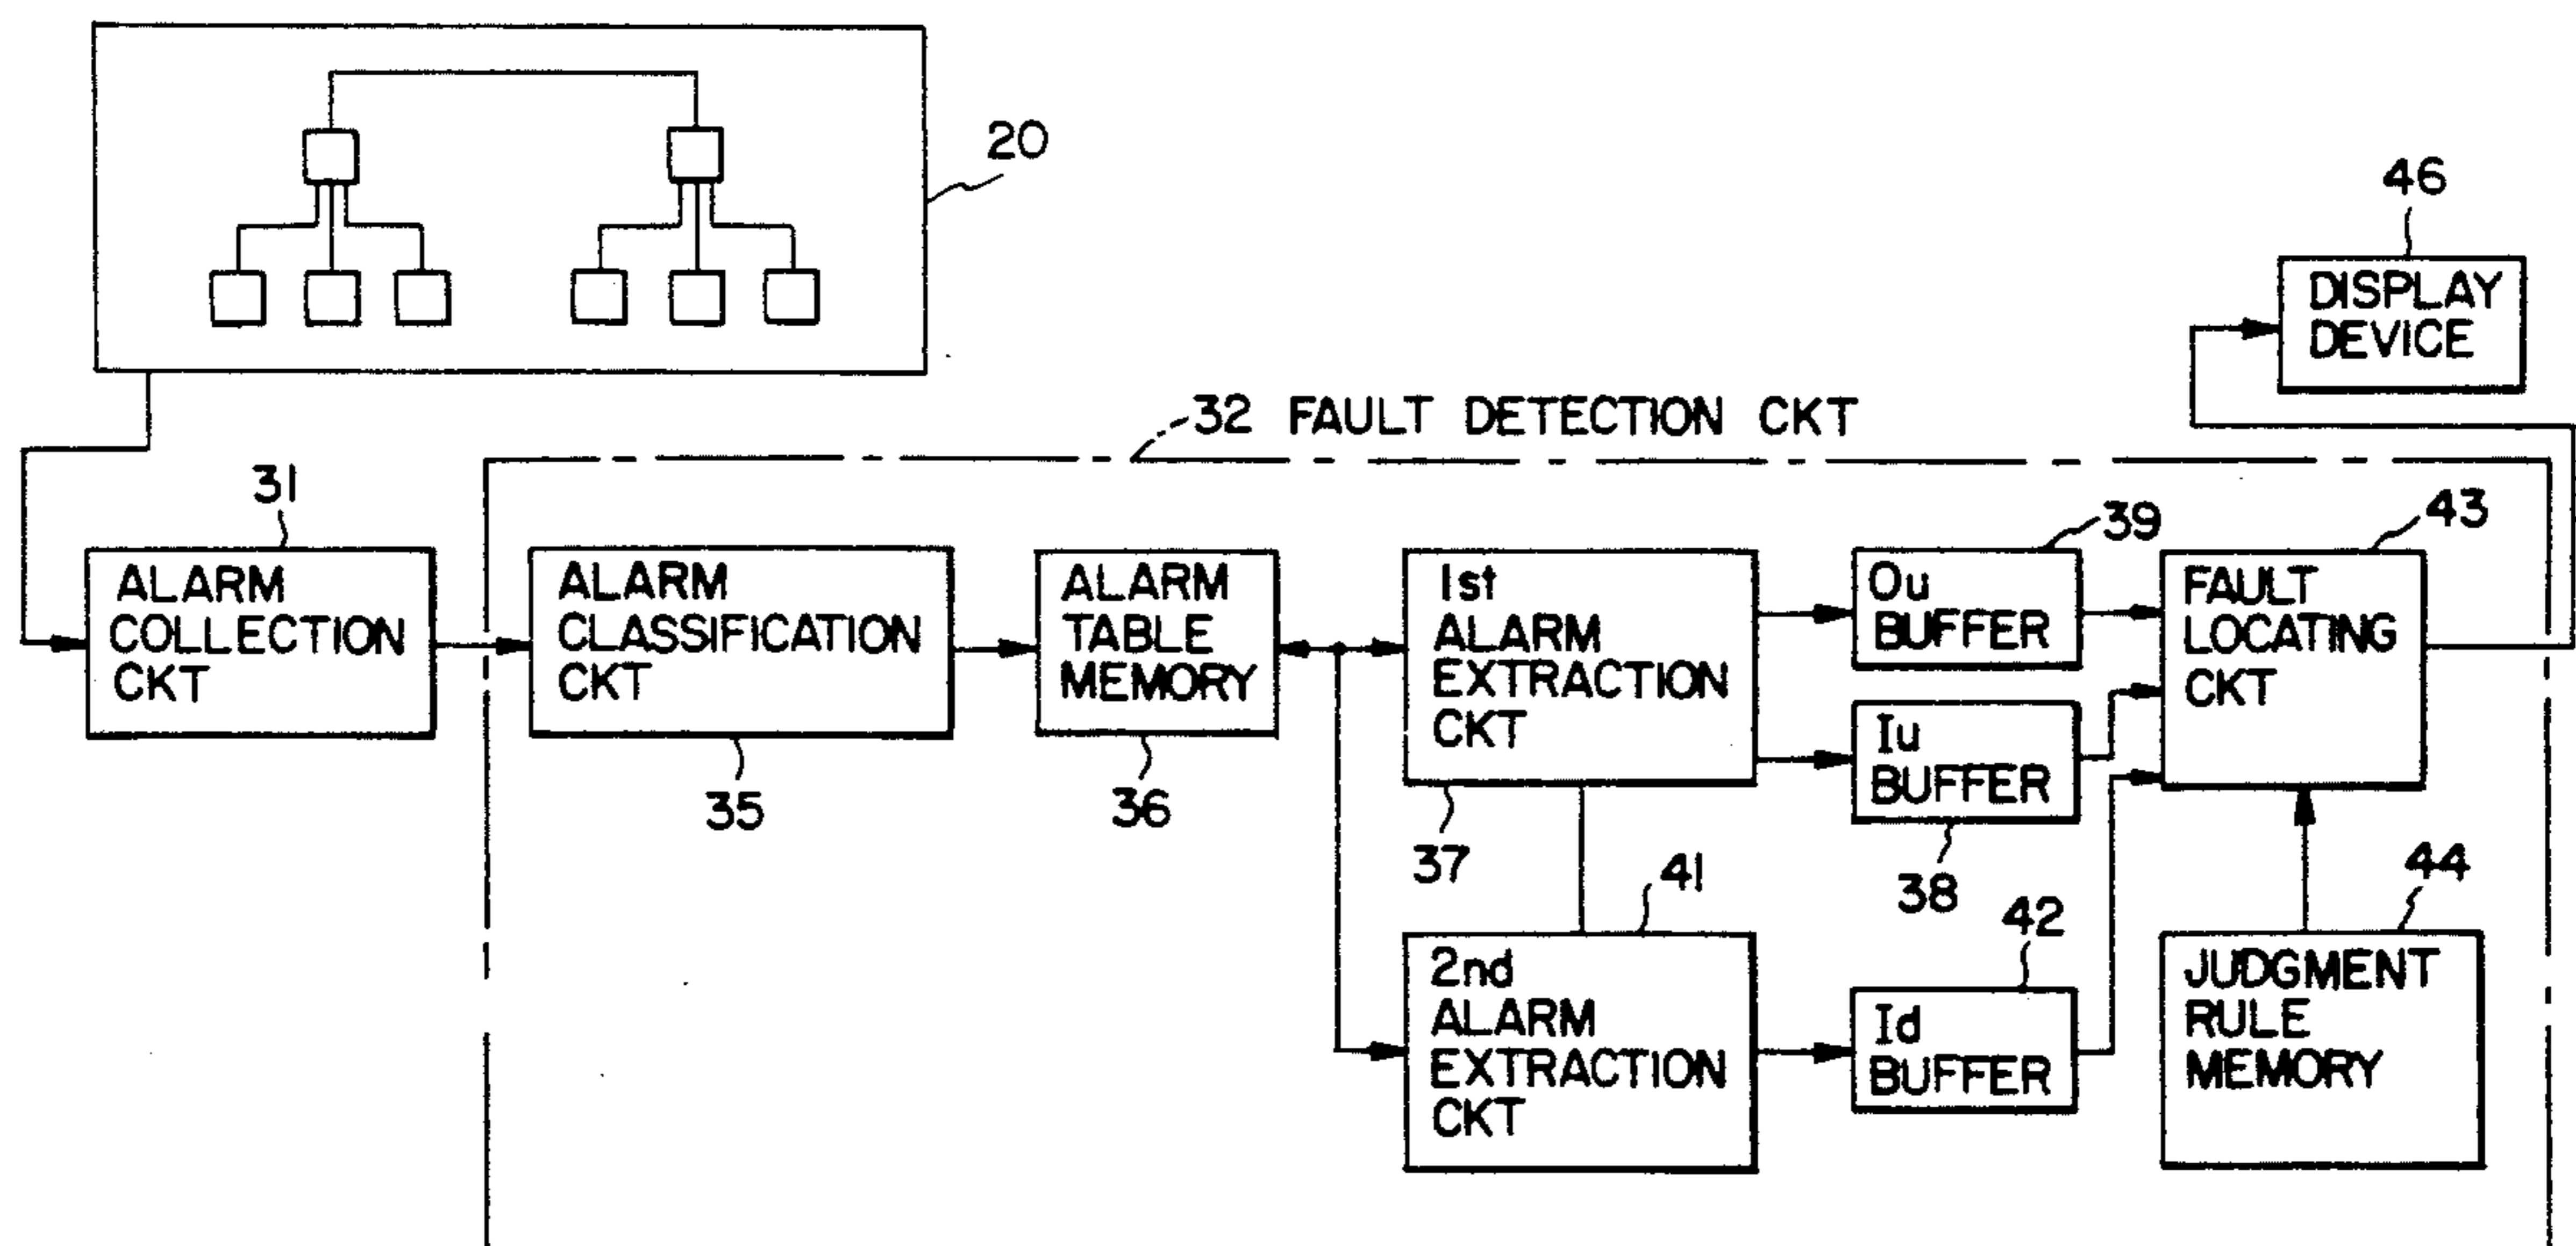 20
46
DISPLAY
DEVICE
32 FAULT DETECTION CKT
31
ALARM
COLLECTION
CKT
ALARM
CLASSIFICATION
CKT
35
ALARM
TABLE
MEMORY
36
1st
ALARM
EXTRACTION
CKT
37
39
Ou
BUFFER
Iu
BUFFER
38
43
FAULT
LOCATING
CKT
41
2nd
ALARM
EXTRACTION
CKT
42
Id
BUFFER
44
JUDGMENT
RULE
MEMORY